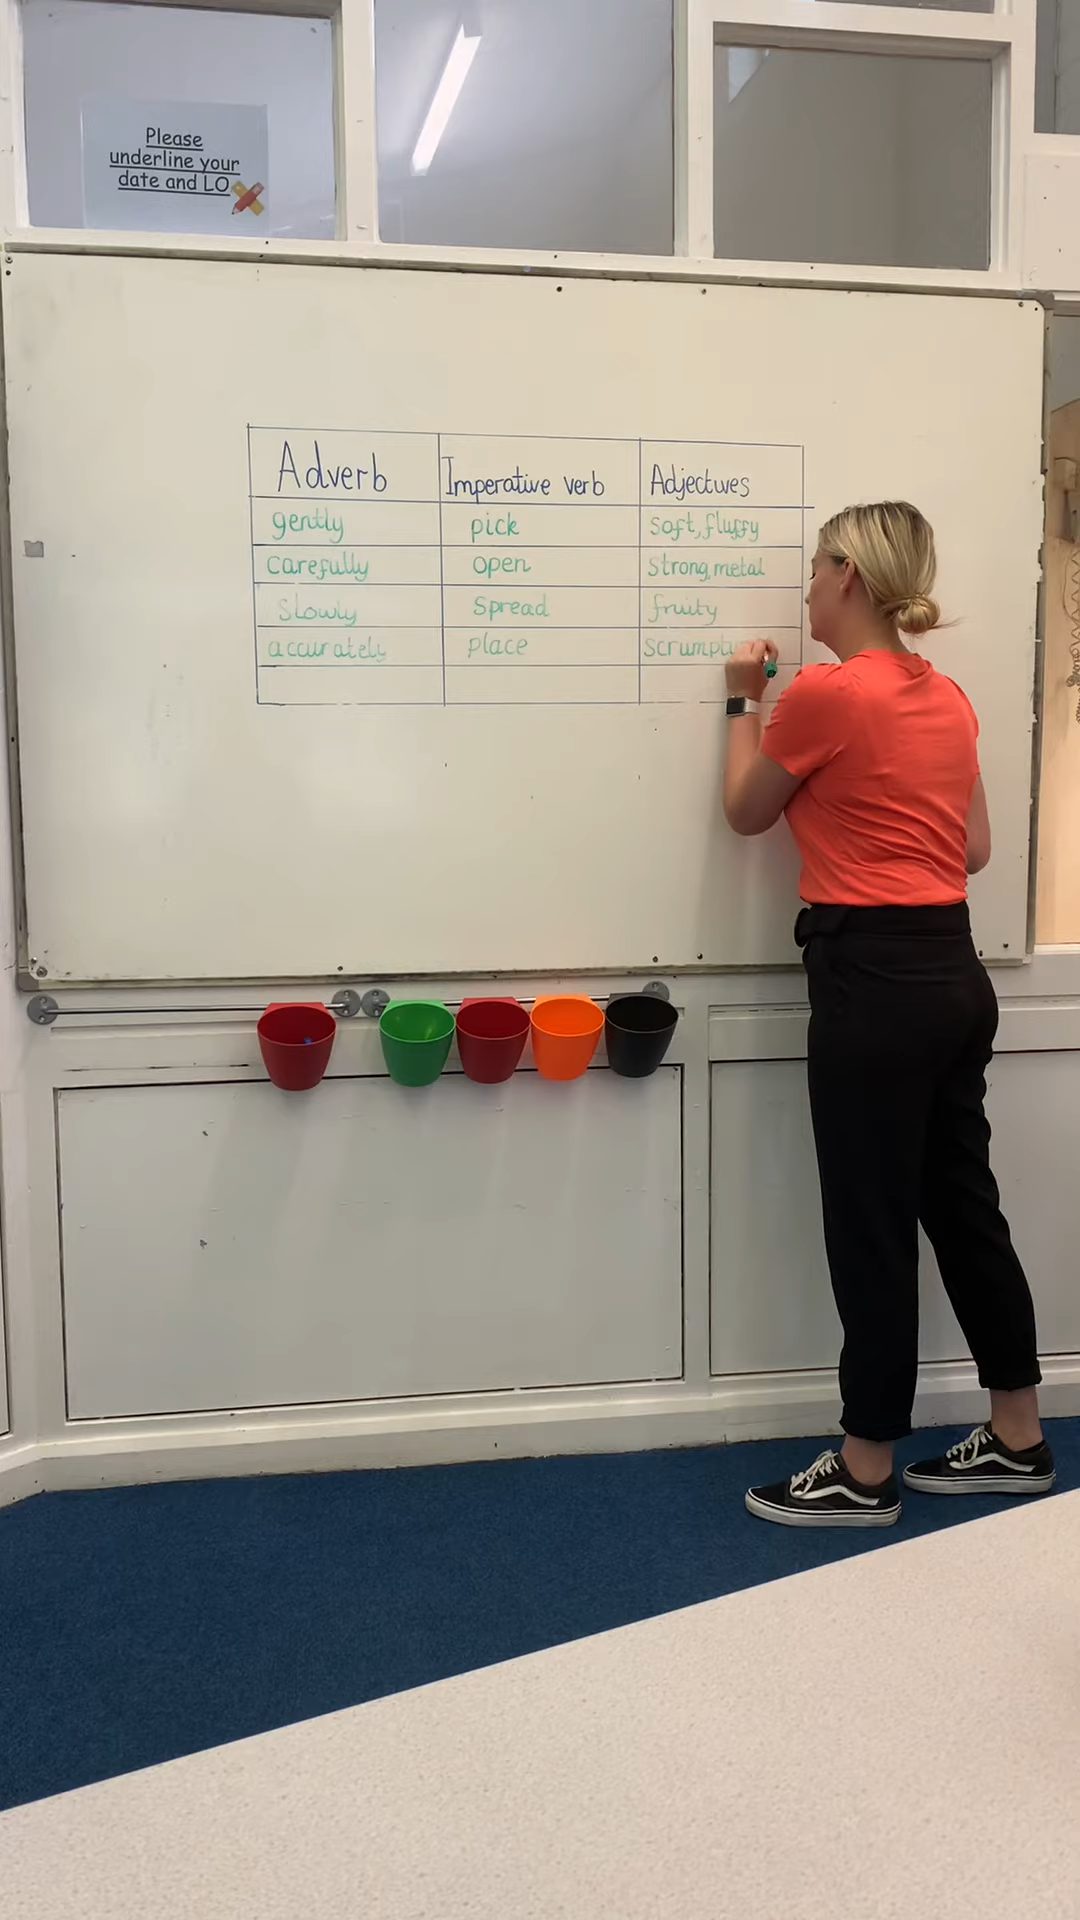 Please
underline your
date and LO
Adverb Imperative verb Adjectives
gently pick soft, fluffy
carefully open strong, metal
slowly spread fruity
accurately place